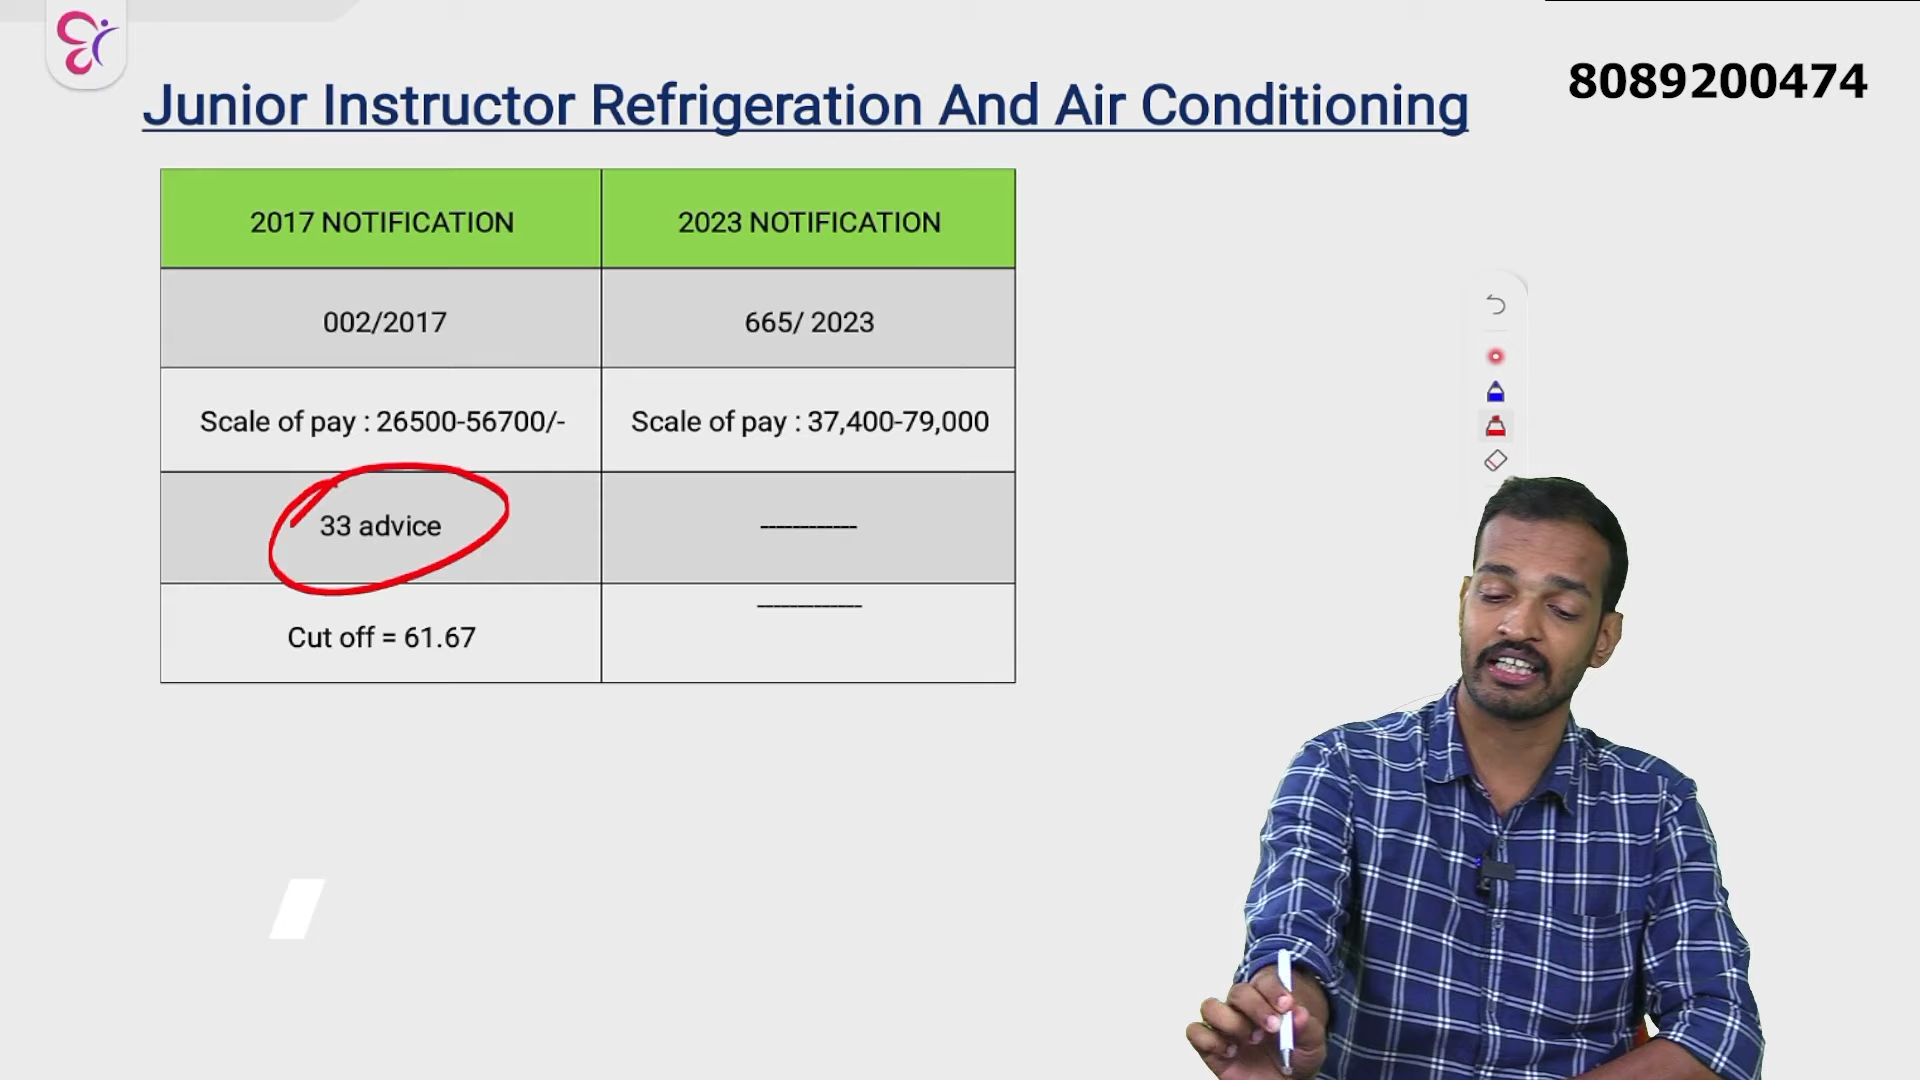 8089200474
Junior Instructor Refrigeration And Air Conditioning
2017 NOTIFICATION
2023 NOTIFICATION
002/2017
665/ 2023
Scale of pay : 26500-56700/-
Scale of pay : 37,400-79,000
33 advice
------------
Cut off = 61.67
-------------